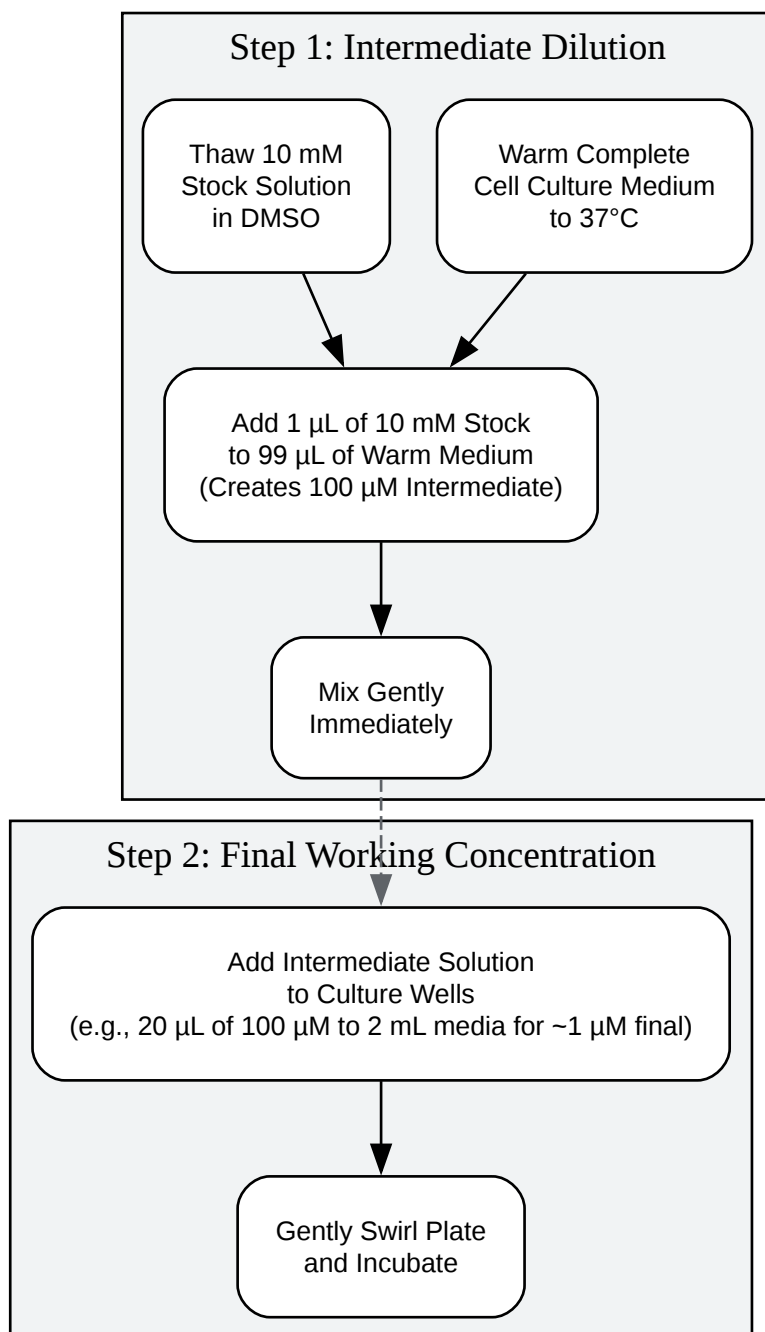 Step 1: Intermediate Dilution
Thaw 10 mM
Stock Solution
in DMSO
Warm Complete
Cell Culture Medium
to 37°C
Add 1 µL of 10 mM Stock
to 99 µL of Warm Medium
(Creates 100 µM Intermediate)
Mix Gently
Immediately
Step 2: Final Working Concentration
Add Intermediate Solution
to Culture Wells
(e.g., 20 µL of 100 µM to 2 mL media for ~1 µM final)
Gently Swirl Plate
and Incubate